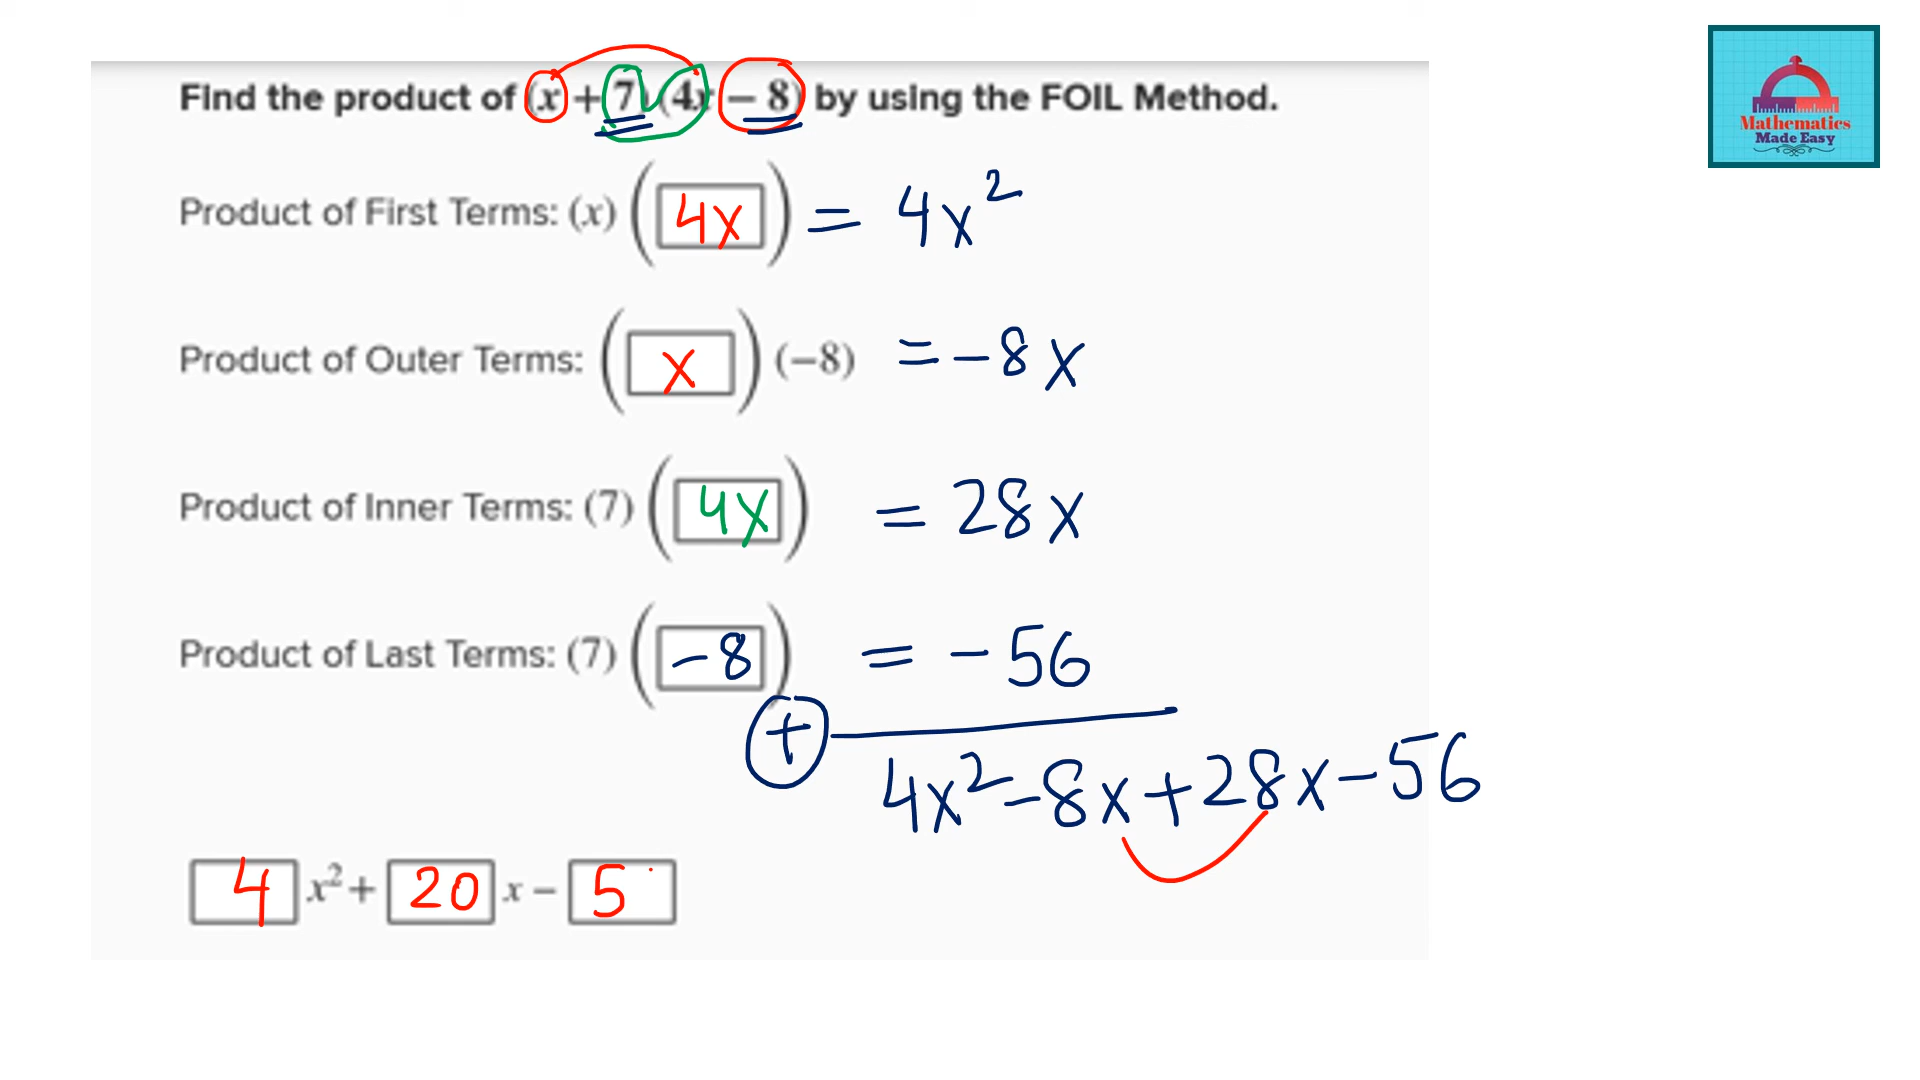 Find the product of (x + 7)(4x − 8) by using the FOIL Method.
Mathematics
Made Easy
Product of First Terms: (x) (4x) = 4x²
Product of Outer Terms: (x) (−8) = −8x
Product of Inner Terms: (7) (4x) = 28x
Product of Last Terms: (7) (−8) = −56
+
4x² − 8x + 28x − 56
4 x² + 20 x − 5